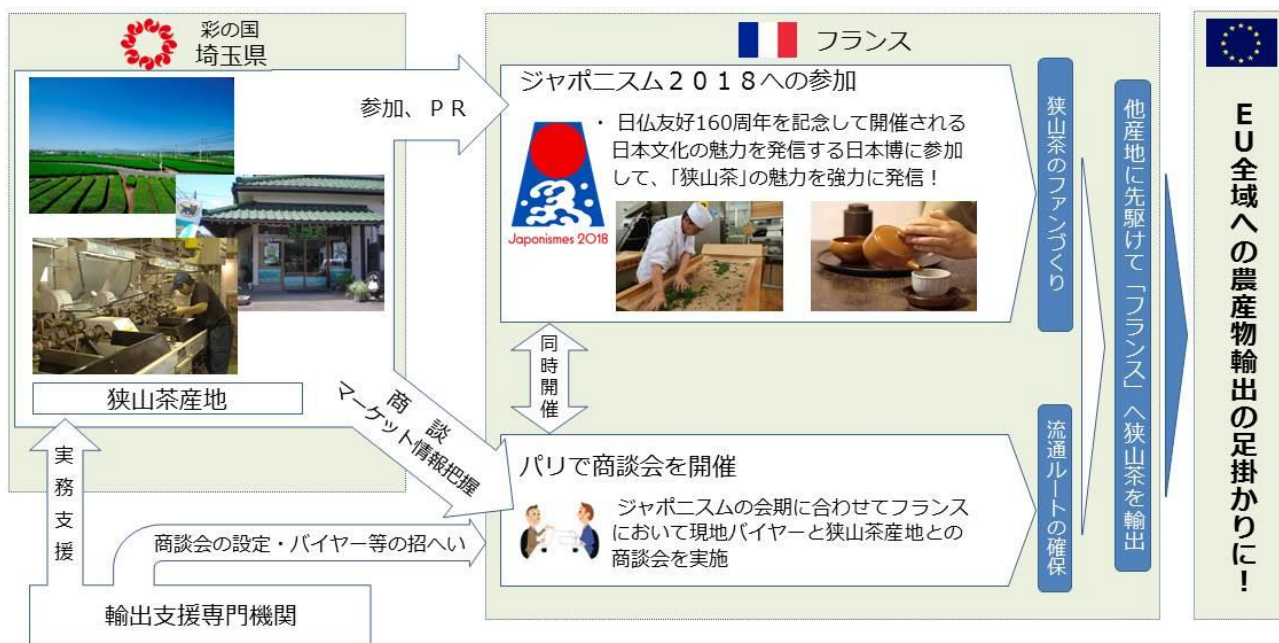 彩の国
埼玉県
狭山茶産地
参加、ＰＲ
商談
マーケット情報把握
実務支援
商談会の設定・バイヤー等の招へい
輸出支援専門機関
フランス
ジャポニスム２０１８への参加
・ 日仏友好160周年を記念して開催される
日本文化の魅力を発信する日本博に参加
して、「狭山茶」の魅力を強力に発信！
Japonismes 2018
同時開催
パリで商談会を開催
ジャポニスムの会期に合わせてフランス
において現地バイヤーと狭山茶産地との
商談会を実施
狭山茶のファンづくり
流通ルートの確保
他産地に先駆けて「フランス」へ狭山茶を輸出
ＥＵ全域への農産物輸出の足掛かりに！